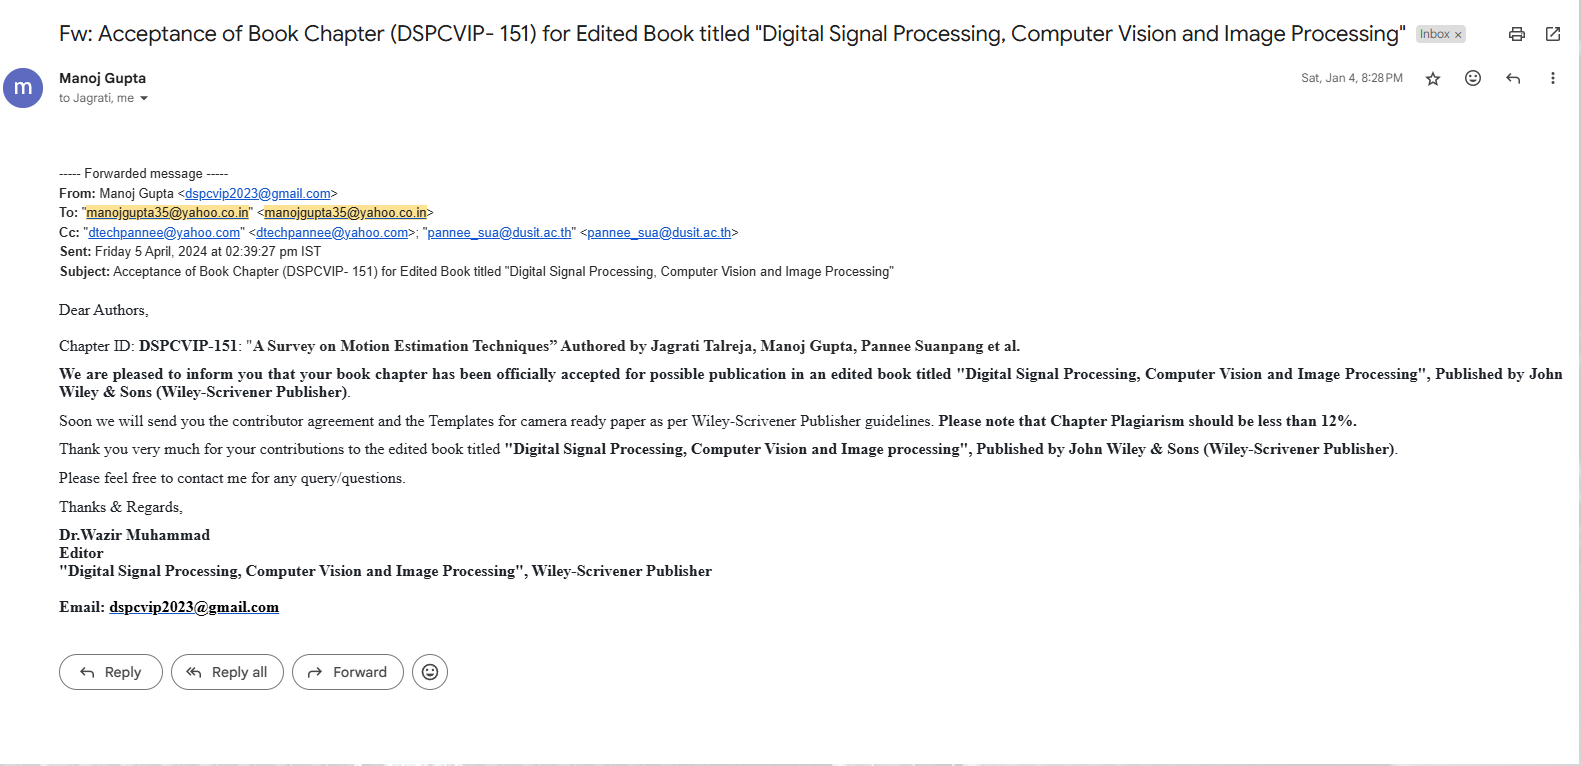 Fw: Acceptance of Book Chapter (DSPCVIP- 151) for Edited Book titled "Digital Signal Processing, Computer Vision and Image Processing" Inbox ×
m
Manoj Gupta
Sat, Jan 4, 8:28 PM
to Jagrati, me
----- Forwarded message -----
From: Manoj Gupta <dspcvip2023@gmail.com>
To: "manojgupta35@yahoo.co.in" <manojgupta35@yahoo.co.in>
Cc: "dtechpannee@yahoo.com" <dtechpannee@yahoo.com>; "pannee_sua@dusit.ac.th" <pannee_sua@dusit.ac.th>
Sent: Friday 5 April, 2024 at 02:39:27 pm IST
Subject: Acceptance of Book Chapter (DSPCVIP- 151) for Edited Book titled "Digital Signal Processing, Computer Vision and Image Processing"
Dear Authors,
Chapter ID: DSPCVIP-151: "A Survey on Motion Estimation Techniques” Authored by Jagrati Talreja, Manoj Gupta, Pannee Suanpang et al.
We are pleased to inform you that your book chapter has been officially accepted for possible publication in an edited book titled "Digital Signal Processing, Computer Vision and Image Processing", Published by John
Wiley & Sons (Wiley-Scrivener Publisher).
Soon we will send you the contributor agreement and the Templates for camera ready paper as per Wiley-Scrivener Publisher guidelines. Please note that Chapter Plagiarism should be less than 12%.
Thank you very much for your contributions to the edited book titled "Digital Signal Processing, Computer Vision and Image processing", Published by John Wiley & Sons (Wiley-Scrivener Publisher).
Please feel free to contact me for any query/questions.
Thanks & Regards,
Dr.Wazir Muhammad
Editor
"Digital Signal Processing, Computer Vision and Image Processing", Wiley-Scrivener Publisher
Email: dspcvip2023@gmail.com
Reply
Reply all
Forward